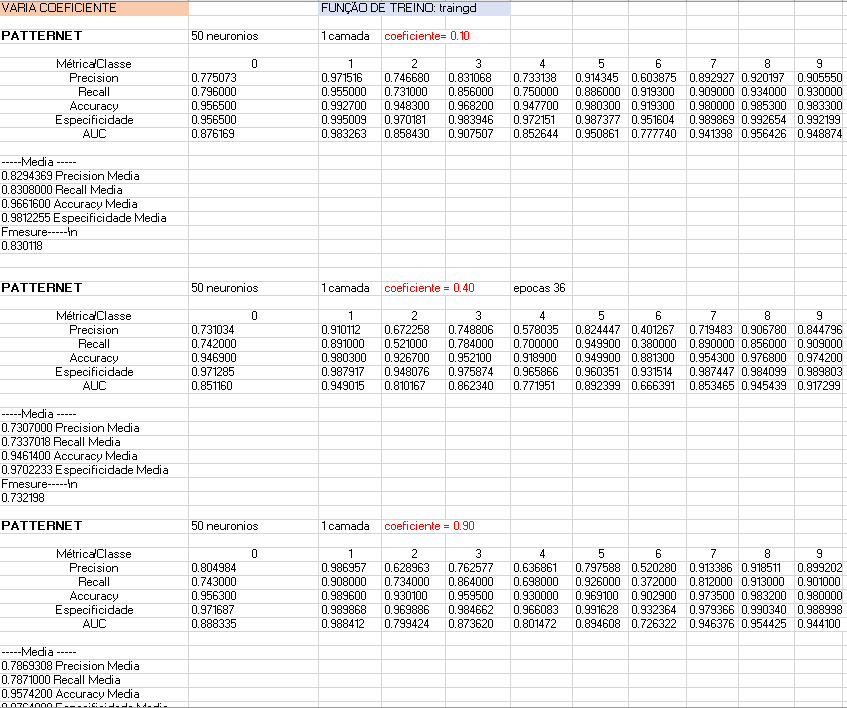 VARIA COEFICIENTE FUNÇÃO DE TREINO: traingd
PATTERNET 50 neuronios 1 camada coeficiente= 0.10
Métrica/Classe 0 1 2 3 4 5 6 7 8 9
Precision 0.775073 0.971516 0.746680 0.831068 0.733138 0.914345 0.603875 0.892927 0.920197 0.905550
Recall 0.796000 0.955000 0.731000 0.856000 0.750000 0.886000 0.919300 0.909000 0.934000 0.930000
Accuracy 0.956500 0.992700 0.948300 0.968200 0.947700 0.980300 0.919300 0.980000 0.985300 0.983300
Especificidade 0.956500 0.995009 0.970181 0.983946 0.972151 0.987377 0.951604 0.989869 0.992654 0.992199
AUC 0.876169 0.983263 0.858430 0.907507 0.852644 0.950861 0.777740 0.941398 0.956426 0.948874
-----Media -----
0.8294369 Precision Media
0.8308000 Recall Media
0.9661600 Accuracy Media
0.9812255 Especificidade Media
Fmesure-----\n
0.830118
PATTERNET 50 neuronios 1 camada coeficiente = 0.40 epocas 36
Métrica/Classe 0 1 2 3 4 5 6 7 8 9
Precision 0.731034 0.910112 0.672258 0.748806 0.578035 0.824447 0.401267 0.719483 0.906780 0.844796
Recall 0.742000 0.891000 0.521000 0.784000 0.700000 0.949900 0.380000 0.890000 0.856000 0.909000
Accuracy 0.946900 0.980300 0.926700 0.952100 0.918900 0.949900 0.881300 0.954300 0.976800 0.974200
Especificidade 0.971285 0.987917 0.948076 0.975874 0.965866 0.960351 0.931514 0.987447 0.984099 0.989803
AUC 0.851160 0.949015 0.810167 0.862340 0.771951 0.892399 0.666391 0.853465 0.945439 0.917299
-----Media -----
0.7307000 Precision Media
0.7337018 Recall Media
0.9461400 Accuracy Media
0.9702233 Especificidade Media
Fmesure-----\n
0.732198
PATTERNET 50 neuronios 1 camada coeficiente = 0.90
Métrica/Classe 0 1 2 3 4 5 6 7 8 9
Precision 0.804984 0.986957 0.628963 0.762577 0.636861 0.797588 0.520280 0.913386 0.918511 0.899202
Recall 0.743000 0.908000 0.734000 0.864000 0.698000 0.926000 0.372000 0.812000 0.913000 0.901000
Accuracy 0.956300 0.989600 0.930100 0.959500 0.930000 0.969100 0.902900 0.973500 0.983200 0.980000
Especificidade 0.971687 0.989868 0.969886 0.984662 0.966083 0.991628 0.932364 0.979366 0.990340 0.988998
AUC 0.888335 0.988412 0.799424 0.873620 0.801472 0.894608 0.726322 0.946376 0.954425 0.944100
-----Media -----
0.7869308 Precision Media
0.7871000 Recall Media
0.9574200 Accuracy Media